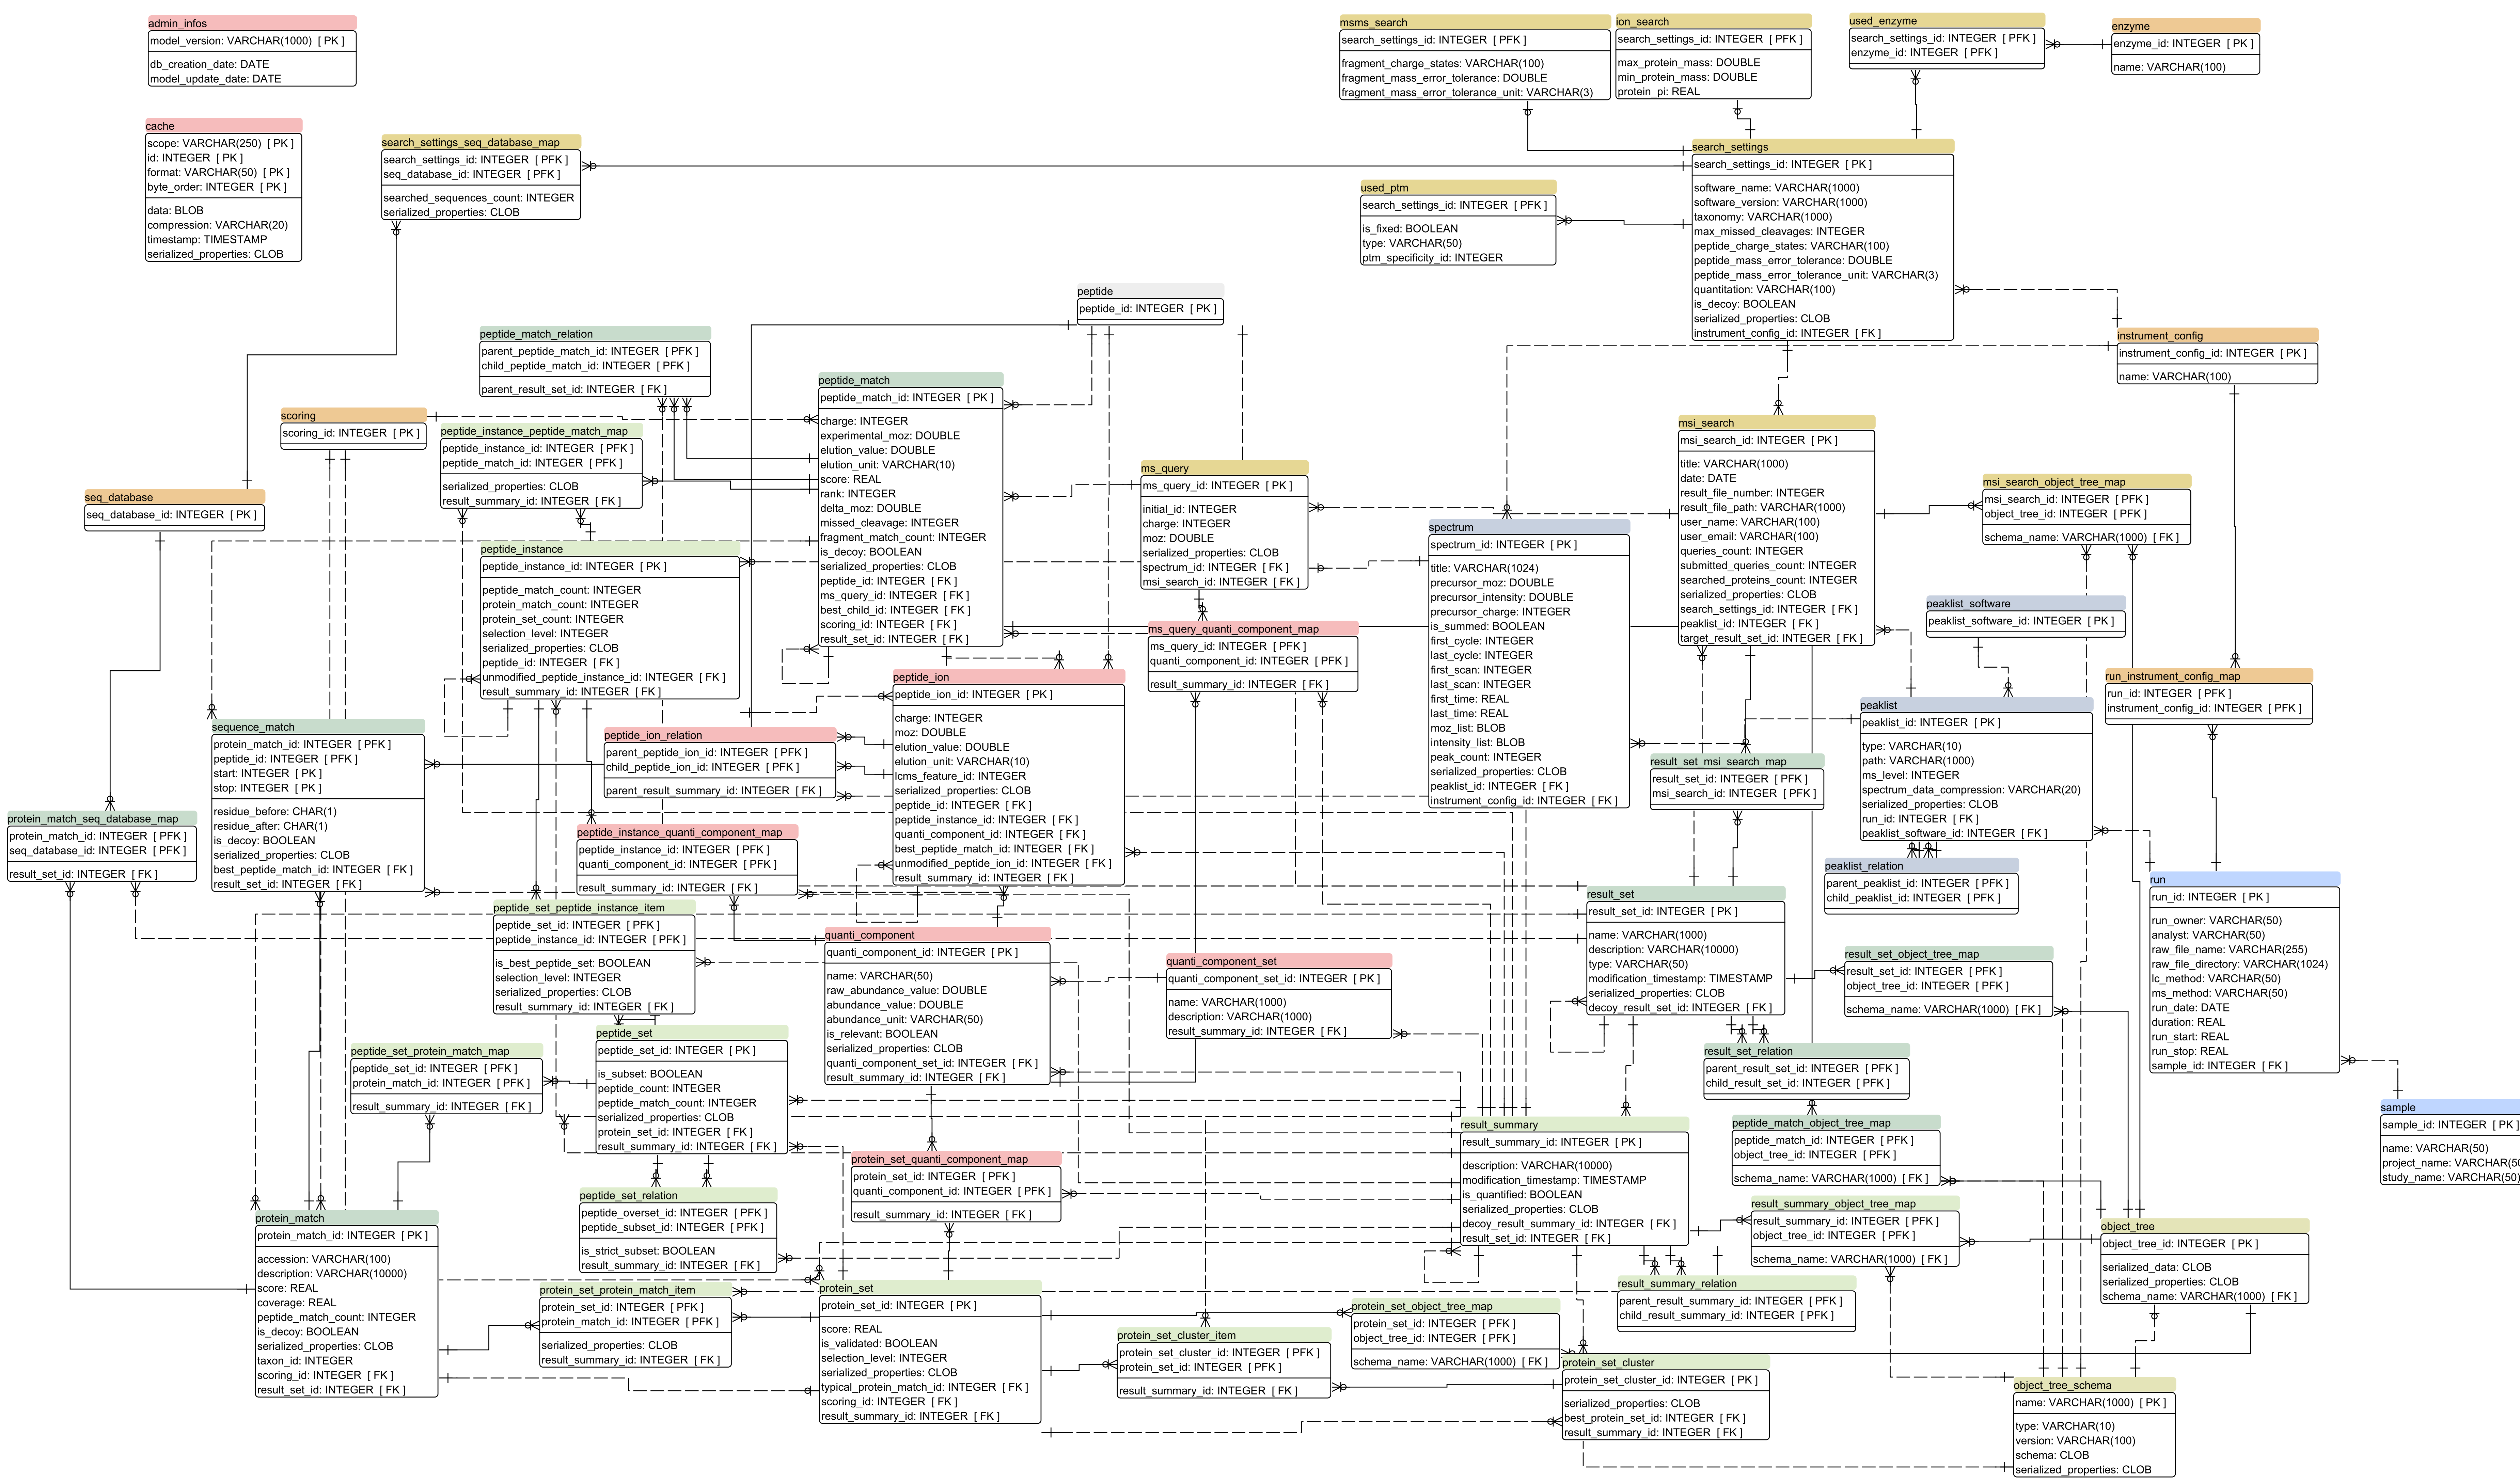 admin_infos
model_version: VARCHAR(1000) [ PK ]
db_creation_date: DATE
model_update_date: DATE
msms_search
search_settings_id: INTEGER [ PFK ]
fragment_charge_states: VARCHAR(100)
fragment_mass_error_tolerance: DOUBLE
fragment_mass_error_tolerance_unit: VARCHAR(3)
ion_search
search_settings_id: INTEGER [ PFK ]
max_protein_mass: DOUBLE
min_protein_mass: DOUBLE
protein_pi: REAL
used_enzyme
search_settings_id: INTEGER [ PFK ]
enzyme_id: INTEGER [ PFK ]
enzyme
enzyme_id: INTEGER [ PK ]
name: VARCHAR(100)
cache
scope: VARCHAR(250) [ PK ]
id: INTEGER [ PK ]
format: VARCHAR(50) [ PK ]
byte_order: INTEGER [ PK ]
data: BLOB
compression: VARCHAR(20)
timestamp: TIMESTAMP
serialized_properties: CLOB
search_settings_seq_database_map
search_settings_id: INTEGER [ PFK ]
seq_database_id: INTEGER [ PFK ]
searched_sequences_count: INTEGER
serialized_properties: CLOB
used_ptm
search_settings_id: INTEGER [ PFK ]
is_fixed: BOOLEAN
type: VARCHAR(50)
ptm_specificity_id: INTEGER
search_settings
search_settings_id: INTEGER [ PK ]
software_name: VARCHAR(1000)
software_version: VARCHAR(1000)
taxonomy: VARCHAR(1000)
max_missed_cleavages: INTEGER
peptide_charge_states: VARCHAR(100)
peptide_mass_error_tolerance: DOUBLE
peptide_mass_error_tolerance_unit: VARCHAR(3)
quantitation: VARCHAR(100)
is_decoy: BOOLEAN
serialized_properties: CLOB
instrument_config_id: INTEGER [ FK ]
peptide
peptide_id: INTEGER [ PK ]
instrument_config
instrument_config_id: INTEGER [ PK ]
name: VARCHAR(100)
peptide_match_relation
parent_peptide_match_id: INTEGER [ PFK ]
child_peptide_match_id: INTEGER [ PFK ]
parent_result_set_id: INTEGER [ FK ]
scoring
scoring_id: INTEGER [ PK ]
peptide_instance_peptide_match_map
peptide_instance_id: INTEGER [ PFK ]
peptide_match_id: INTEGER [ PFK ]
serialized_properties: CLOB
result_summary_id: INTEGER [ FK ]
peptide_match
peptide_match_id: INTEGER [ PK ]
charge: INTEGER
experimental_moz: DOUBLE
elution_value: DOUBLE
elution_unit: VARCHAR(10)
score: REAL
rank: INTEGER
delta_moz: DOUBLE
missed_cleavage: INTEGER
fragment_match_count: INTEGER
is_decoy: BOOLEAN
serialized_properties: CLOB
peptide_id: INTEGER [ FK ]
ms_query_id: INTEGER [ FK ]
best_child_id: INTEGER [ FK ]
scoring_id: INTEGER [ FK ]
result_set_id: INTEGER [ FK ]
ms_query
ms_query_id: INTEGER [ PK ]
initial_id: INTEGER
charge: INTEGER
moz: DOUBLE
serialized_properties: CLOB
spectrum_id: INTEGER [ FK ]
msi_search_id: INTEGER [ FK ]
msi_search
msi_search_id: INTEGER [ PK ]
title: VARCHAR(1000)
date: DATE
result_file_number: INTEGER
result_file_path: VARCHAR(1000)
user_name: VARCHAR(100)
user_email: VARCHAR(100)
queries_count: INTEGER
submitted_queries_count: INTEGER
searched_proteins_count: INTEGER
serialized_properties: CLOB
search_settings_id: INTEGER [ FK ]
peaklist_id: INTEGER [ FK ]
target_result_set_id: INTEGER [ FK ]
msi_search_object_tree_map
msi_search_id: INTEGER [ PFK ]
object_tree_id: INTEGER [ PFK ]
schema_name: VARCHAR(1000) [ FK ]
seq_database
seq_database_id: INTEGER [ PK ]
peptide_instance
peptide_instance_id: INTEGER [ PK ]
peptide_match_count: INTEGER
protein_match_count: INTEGER
protein_set_count: INTEGER
selection_level: INTEGER
serialized_properties: CLOB
peptide_id: INTEGER [ FK ]
unmodified_peptide_instance_id: INTEGER [ FK ]
result_summary_id: INTEGER [ FK ]
spectrum
spectrum_id: INTEGER [ PK ]
title: VARCHAR(1024)
precursor_moz: DOUBLE
precursor_intensity: DOUBLE
precursor_charge: INTEGER
is_summed: BOOLEAN
first_cycle: INTEGER
last_cycle: INTEGER
first_scan: INTEGER
last_scan: INTEGER
first_time: REAL
last_time: REAL
moz_list: BLOB
intensity_list: BLOB
peak_count: INTEGER
serialized_properties: CLOB
peaklist_id: INTEGER [ FK ]
instrument_config_id: INTEGER [ FK ]
peaklist_software
peaklist_software_id: INTEGER [ PK ]
ms_query_quanti_component_map
ms_query_id: INTEGER [ PFK ]
quanti_component_id: INTEGER [ PFK ]
result_summary_id: INTEGER [ FK ]
run_instrument_config_map
run_id: INTEGER [ PFK ]
instrument_config_id: INTEGER [ PFK ]
peptide_ion
peptide_ion_id: INTEGER [ PK ]
charge: INTEGER
moz: DOUBLE
elution_value: DOUBLE
elution_unit: VARCHAR(10)
lcms_feature_id: INTEGER
serialized_properties: CLOB
peptide_id: INTEGER [ FK ]
peptide_instance_id: INTEGER [ FK ]
quanti_component_id: INTEGER [ FK ]
best_peptide_match_id: INTEGER [ FK ]
unmodified_peptide_ion_id: INTEGER [ FK ]
result_summary_id: INTEGER [ FK ]
peaklist
peaklist_id: INTEGER [ PK ]
type: VARCHAR(10)
path: VARCHAR(1000)
ms_level: INTEGER
spectrum_data_compression: VARCHAR(20)
serialized_properties: CLOB
run_id: INTEGER [ FK ]
peaklist_software_id: INTEGER [ FK ]
sequence_match
protein_match_id: INTEGER [ PFK ]
peptide_id: INTEGER [ PFK ]
start: INTEGER [ PK ]
stop: INTEGER [ PK ]
residue_before: CHAR(1)
residue_after: CHAR(1)
is_decoy: BOOLEAN
serialized_properties: CLOB
best_peptide_match_id: INTEGER [ FK ]
result_set_id: INTEGER [ FK ]
peptide_ion_relation
parent_peptide_ion_id: INTEGER [ PFK ]
child_peptide_ion_id: INTEGER [ PFK ]
parent_result_summary_id: INTEGER [ FK ]
result_set_msi_search_map
result_set_id: INTEGER [ PFK ]
msi_search_id: INTEGER [ PFK ]
protein_match_seq_database_map
protein_match_id: INTEGER [ PFK ]
seq_database_id: INTEGER [ PFK ]
result_set_id: INTEGER [ FK ]
peptide_instance_quanti_component_map
peptide_instance_id: INTEGER [ PFK ]
quanti_component_id: INTEGER [ PFK ]
result_summary_id: INTEGER [ FK ]
peaklist_relation
parent_peaklist_id: INTEGER [ PFK ]
child_peaklist_id: INTEGER [ PFK ]
run
run_id: INTEGER [ PK ]
run_owner: VARCHAR(50)
analyst: VARCHAR(50)
raw_file_name: VARCHAR(255)
raw_file_directory: VARCHAR(1024)
lc_method: VARCHAR(50)
ms_method: VARCHAR(50)
run_date: DATE
duration: REAL
run_start: REAL
run_stop: REAL
sample_id: INTEGER [ FK ]
result_set
result_set_id: INTEGER [ PK ]
name: VARCHAR(1000)
description: VARCHAR(10000)
type: VARCHAR(50)
modification_timestamp: TIMESTAMP
serialized_properties: CLOB
decoy_result_set_id: INTEGER [ FK ]
peptide_set_peptide_instance_item
peptide_set_id: INTEGER [ PFK ]
peptide_instance_id: INTEGER [ PFK ]
is_best_peptide_set: BOOLEAN
selection_level: INTEGER
serialized_properties: CLOB
result_summary_id: INTEGER [ FK ]
quanti_component
quanti_component_id: INTEGER [ PK ]
name: VARCHAR(50)
raw_abundance_value: DOUBLE
abundance_value: DOUBLE
abundance_unit: VARCHAR(50)
is_relevant: BOOLEAN
serialized_properties: CLOB
quanti_component_set_id: INTEGER [ FK ]
result_summary_id: INTEGER [ FK ]
quanti_component_set
quanti_component_set_id: INTEGER [ PK ]
name: VARCHAR(1000)
description: VARCHAR(1000)
result_summary_id: INTEGER [ FK ]
result_set_object_tree_map
result_set_id: INTEGER [ PFK ]
object_tree_id: INTEGER [ PFK ]
schema_name: VARCHAR(1000) [ FK ]
peptide_set
peptide_set_id: INTEGER [ PK ]
is_subset: BOOLEAN
peptide_count: INTEGER
peptide_match_count: INTEGER
serialized_properties: CLOB
protein_set_id: INTEGER [ FK ]
result_summary_id: INTEGER [ FK ]
peptide_set_protein_match_map
peptide_set_id: INTEGER [ PFK ]
protein_match_id: INTEGER [ PFK ]
result_summary_id: INTEGER [ FK ]
result_set_relation
parent_result_set_id: INTEGER [ PFK ]
child_result_set_id: INTEGER [ PFK ]
sample
sample_id: INTEGER [ PK ]
name: VARCHAR(50)
project_name: VARCHAR(50
study_name: VARCHAR(50)
result_summary
result_summary_id: INTEGER [ PK ]
description: VARCHAR(10000)
modification_timestamp: TIMESTAMP
is_quantified: BOOLEAN
serialized_properties: CLOB
decoy_result_summary_id: INTEGER [ FK ]
result_set_id: INTEGER [ FK ]
peptide_match_object_tree_map
peptide_match_id: INTEGER [ PFK ]
object_tree_id: INTEGER [ PFK ]
schema_name: VARCHAR(1000) [ FK ]
protein_set_quanti_component_map
protein_set_id: INTEGER [ PFK ]
quanti_component_id: INTEGER [ PFK ]
result_summary_id: INTEGER [ FK ]
peptide_set_relation
peptide_overset_id: INTEGER [ PFK ]
peptide_subset_id: INTEGER [ PFK ]
is_strict_subset: BOOLEAN
result_summary_id: INTEGER [ FK ]
result_summary_object_tree_map
result_summary_id: INTEGER [ PFK ]
object_tree_id: INTEGER [ PFK ]
schema_name: VARCHAR(1000) [ FK ]
protein_match
protein_match_id: INTEGER [ PK ]
accession: VARCHAR(100)
description: VARCHAR(10000)
score: REAL
coverage: REAL
peptide_match_count: INTEGER
is_decoy: BOOLEAN
serialized_properties: CLOB
taxon_id: INTEGER
scoring_id: INTEGER [ FK ]
result_set_id: INTEGER [ FK ]
object_tree
object_tree_id: INTEGER [ PK ]
serialized_data: CLOB
serialized_properties: CLOB
schema_name: VARCHAR(1000) [ FK ]
protein_set_protein_match_item
protein_set_id: INTEGER [ PFK ]
protein_match_id: INTEGER [ PFK ]
serialized_properties: CLOB
result_summary_id: INTEGER [ FK ]
protein_set
protein_set_id: INTEGER [ PK ]
score: REAL
is_validated: BOOLEAN
selection_level: INTEGER
serialized_properties: CLOB
typical_protein_match_id: INTEGER [ FK ]
scoring_id: INTEGER [ FK ]
result_summary_id: INTEGER [ FK ]
result_summary_relation
parent_result_summary_id: INTEGER [ PFK ]
child_result_summary_id: INTEGER [ PFK ]
protein_set_object_tree_map
protein_set_id: INTEGER [ PFK ]
object_tree_id: INTEGER [ PFK ]
schema_name: VARCHAR(1000) [ FK ]
protein_set_cluster_item
protein_set_cluster_id: INTEGER [ PFK ]
protein_set_id: INTEGER [ PFK ]
result_summary_id: INTEGER [ FK ]
protein_set_cluster
protein_set_cluster_id: INTEGER [ PK ]
serialized_properties: CLOB
best_protein_set_id: INTEGER [ FK ]
result_summary_id: INTEGER [ FK ]
object_tree_schema
name: VARCHAR(1000) [ PK ]
type: VARCHAR(10)
version: VARCHAR(100)
schema: CLOB
serialized_properties: CLOB